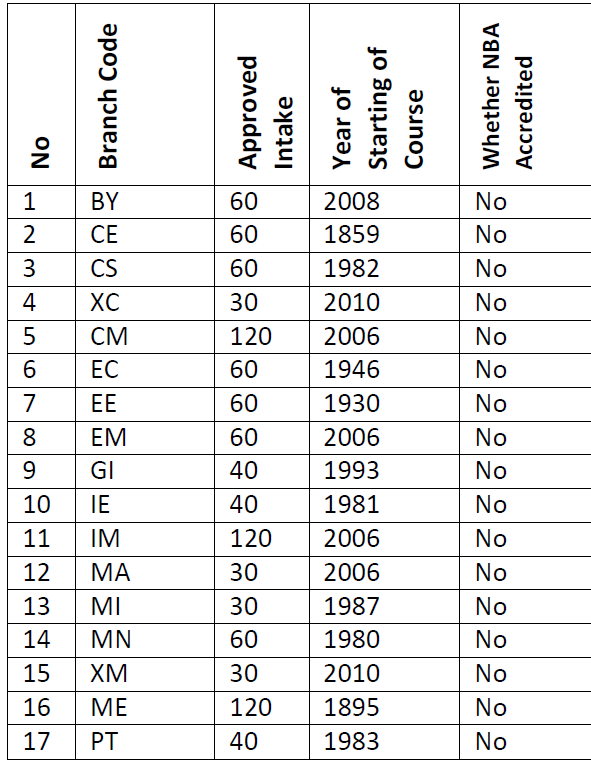 No Branch Code Approved Intake Year of Starting of Course Whether NBA Accredited
1 BY 60 2008 No
2 CE 60 1859 No
3 CS 60 1982 No
4 XC 30 2010 No
5 CM 120 2006 No
6 EC 60 1946 No
7 EE 60 1930 No
8 EM 60 2006 No
9 GI 40 1993 No
10 IE 40 1981 No
11 IM 120 2006 No
12 MA 30 2006 No
13 MI 30 1987 No
14 MN 60 1980 No
15 XM 30 2010 No
16 ME 120 1895 No
17 PT 40 1983 No